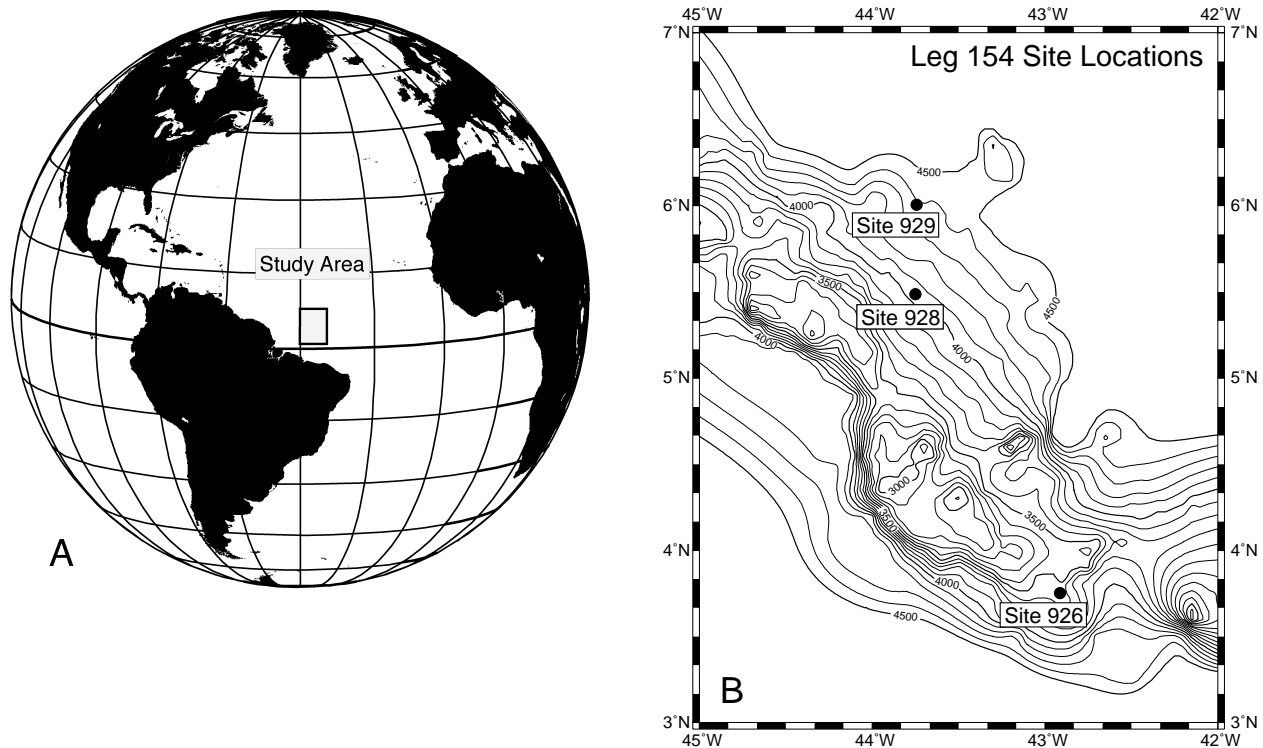 Study Area
A
45˚W
44˚W
43˚W
42˚W
7˚N
7˚N
Leg 154 Site Locations
4500
4000
6˚N
6˚N
Site 929
3500
4500
Site 928
4000
4000
5˚N
5˚N
3000
3500
3500
4˚N
4˚N
4000
4500
Site 926
B
3˚N
3˚N
45˚W
44˚W
43˚W
42˚W